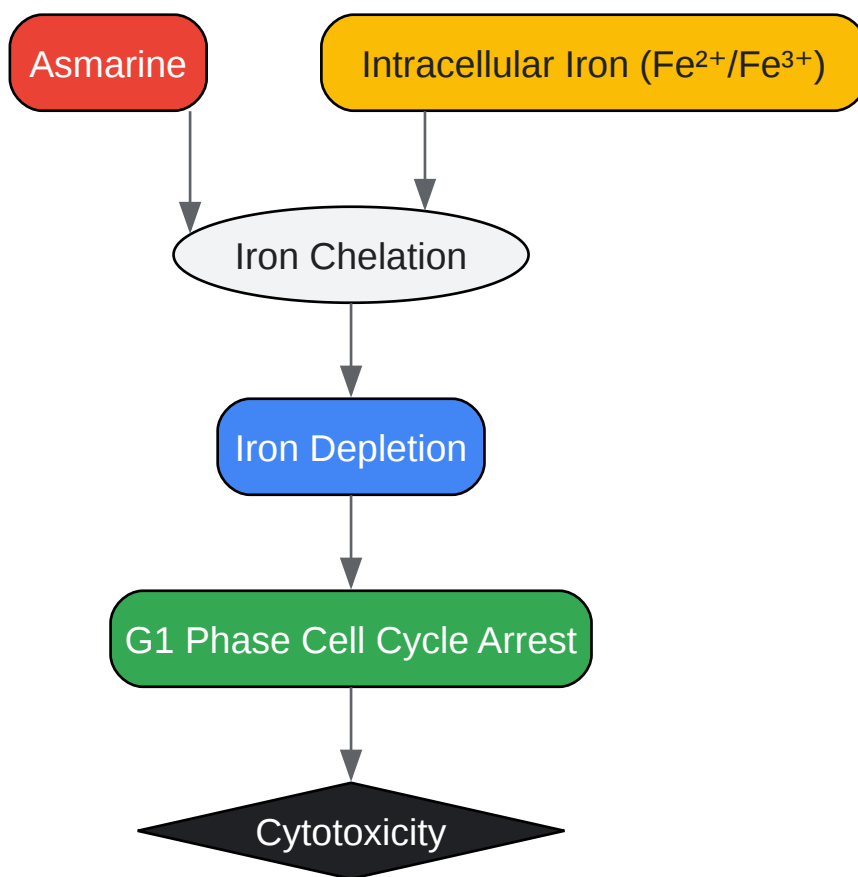 Asmarine
Intracellular Iron (Fe²⁺/Fe³⁺)
Iron Chelation
Iron Depletion
G1 Phase Cell Cycle Arrest
Cytotoxicity